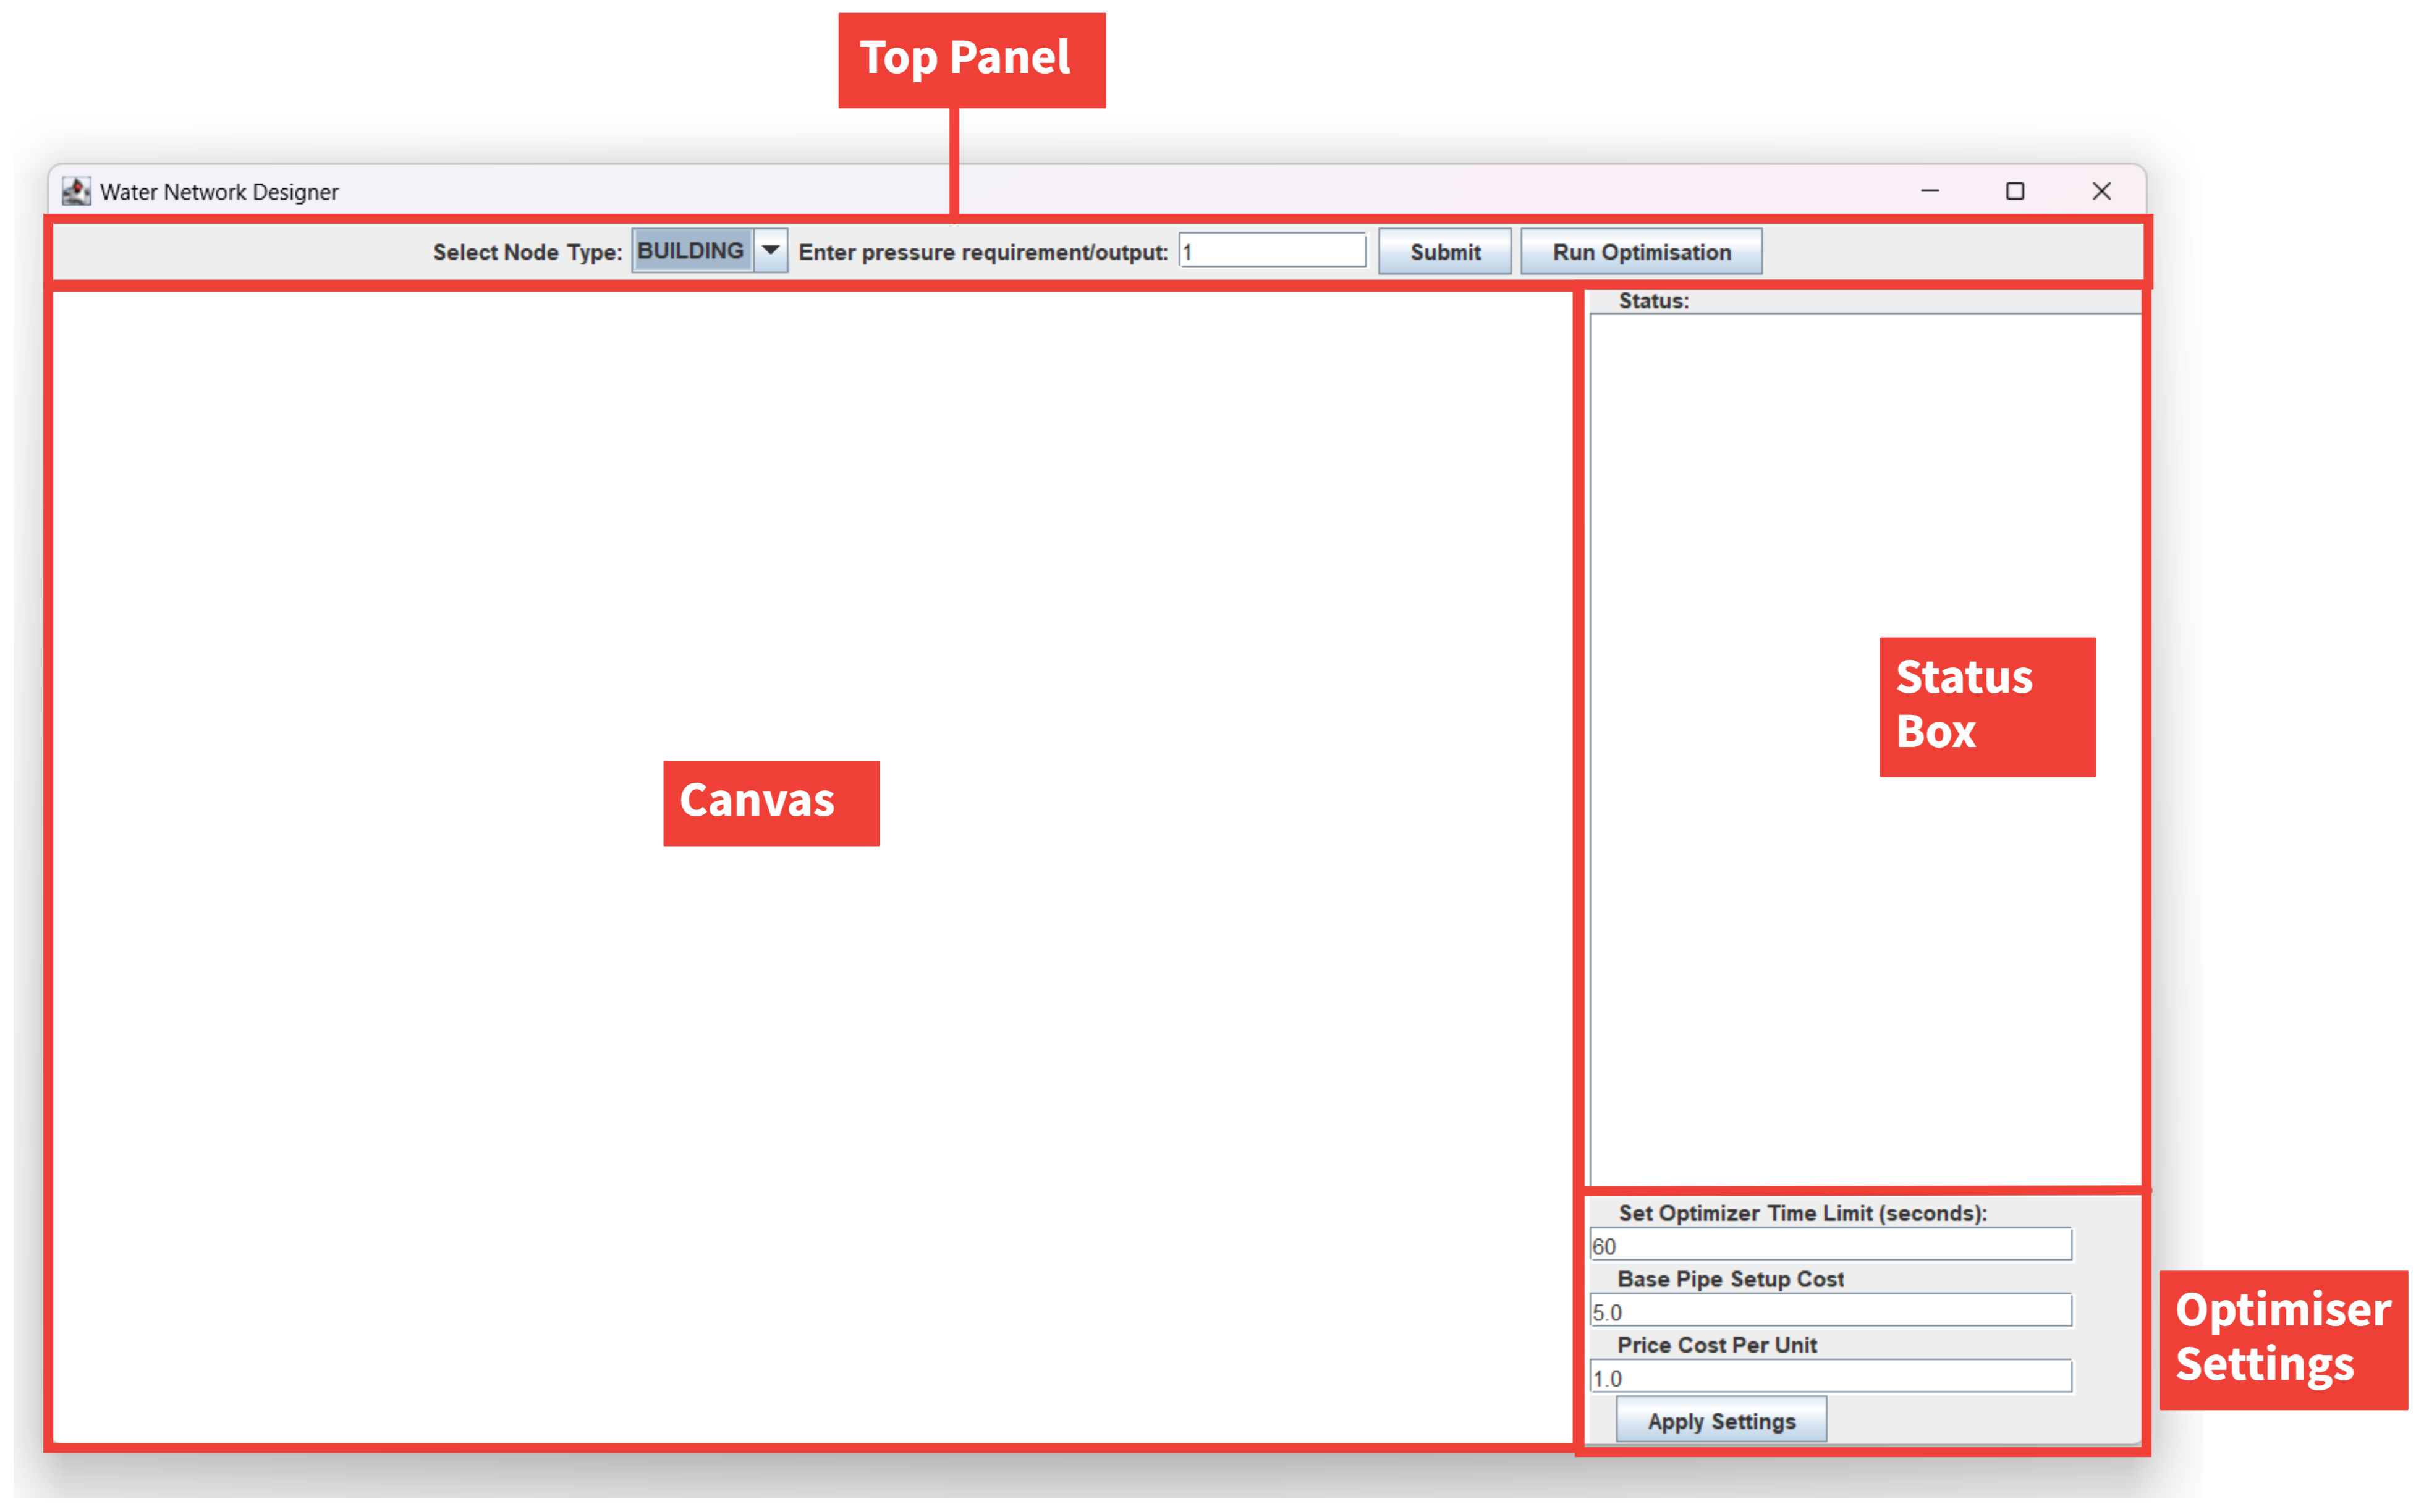 Top Panel
Water Network Designer
Select Node Type: BUILDING Enter pressure requirement/output: 1 Submit Run Optimisation
Status:
Status
Box
Canvas
Set Optimizer Time Limit (seconds):
60
Base Pipe Setup Cost
5.0
Price Cost Per Unit
1.0
Apply Settings
Optimiser
Settings